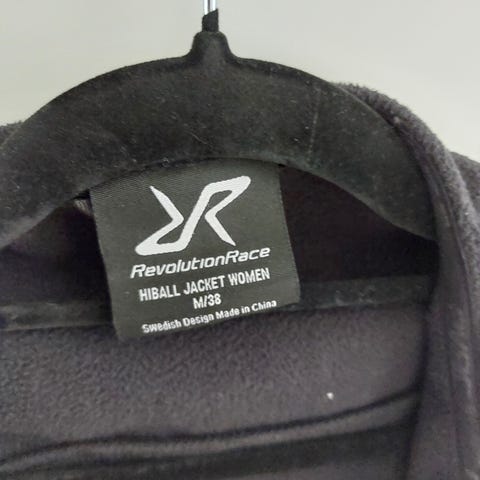 RevolutionRace
HIBALL JACKET WOMEN
M/38
Swedish Design Made in China